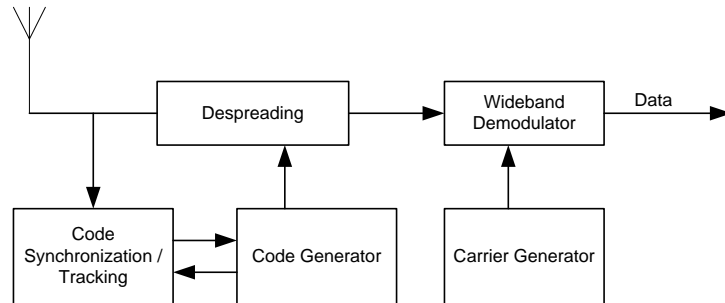 Despreading
Wideband
Demodulator
Data
Code
Synchronization /
Tracking
Code Generator
Carrier Generator